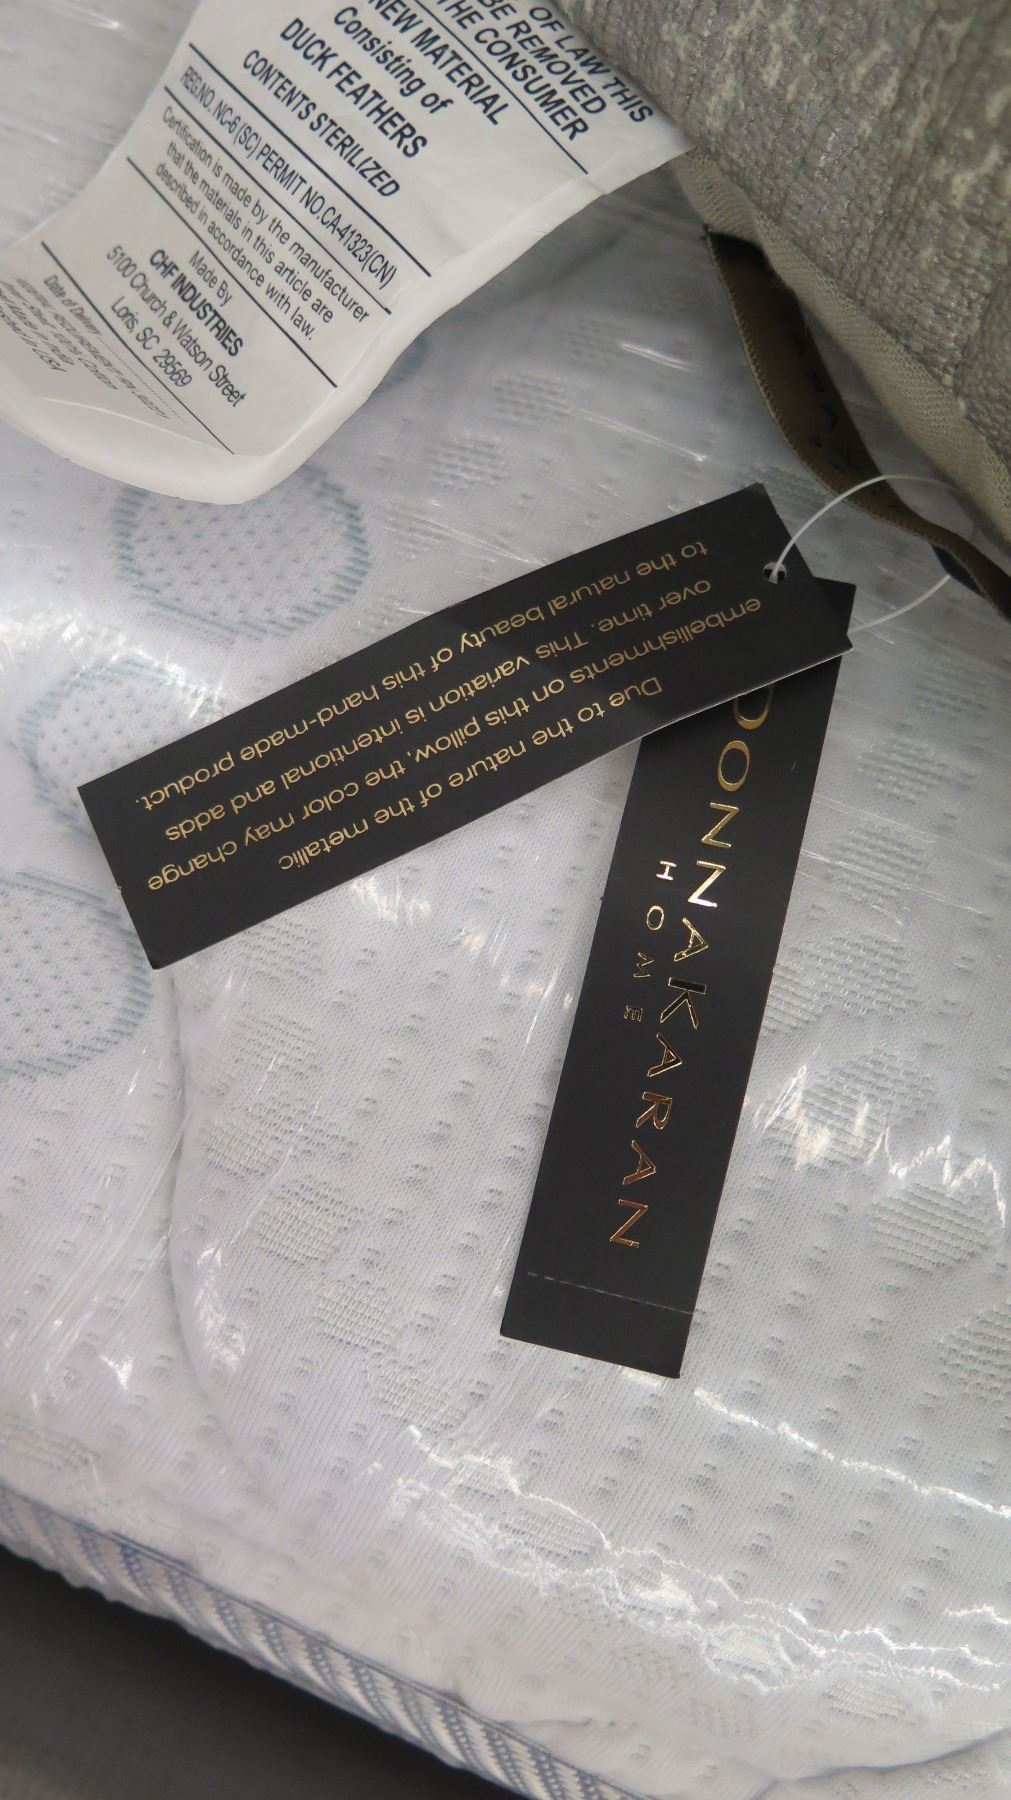 OF LAW THIS
BE REMOVED
THE CONSUMER
NEW MATERIAL
Consisting of
DUCK FEATHERS
CONTENTS STERILIZED
REG.NO. NC-6 (SC) PERMIT NO.CA-41323(CN)
Certification is made by the manufacturer
that the materials in this article are
described in accordance with law.
Made By
CHF INDUSTRIES
5100 Church & Watson Street
Loris, SC 29569
Date of Delivery
Due to the nature of the metallic
embellishments on this pillow, the color may change
over time. This variation is intentional and adds
to the natural beauty of this hand-made product.
DONNAKARAN
HOME